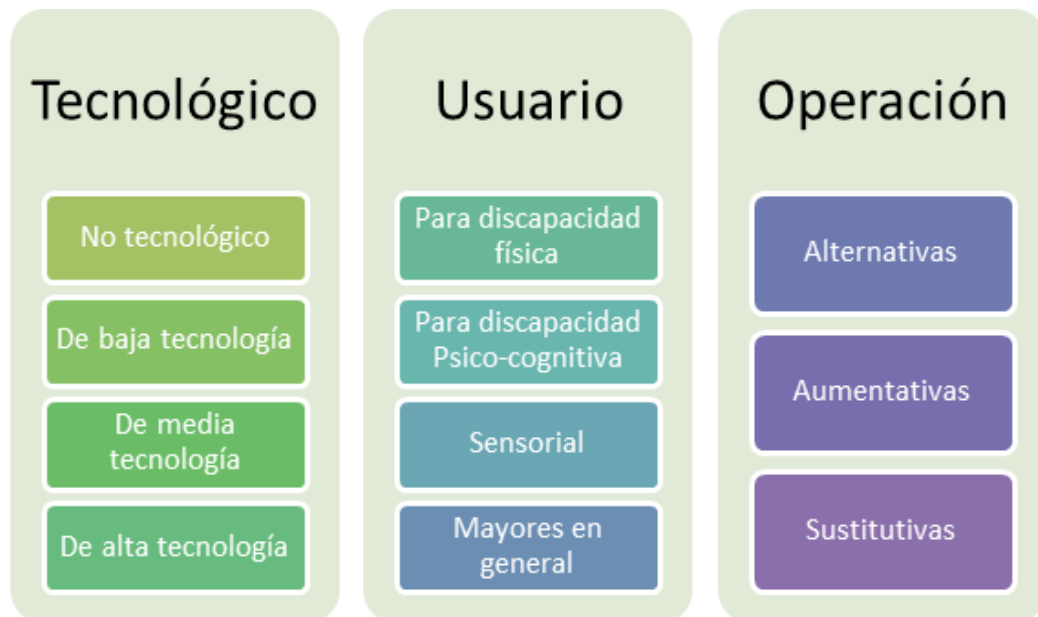 Tecnológico
No tecnológico
De baja tecnología
De media
tecnología
De alta tecnología
Usuario
Para discapacidad
física
Para discapacidad
Psico-cognitiva
Sensorial
Mayores en
general
Operación
Alternativas
Aumentativas
Sustitutivas